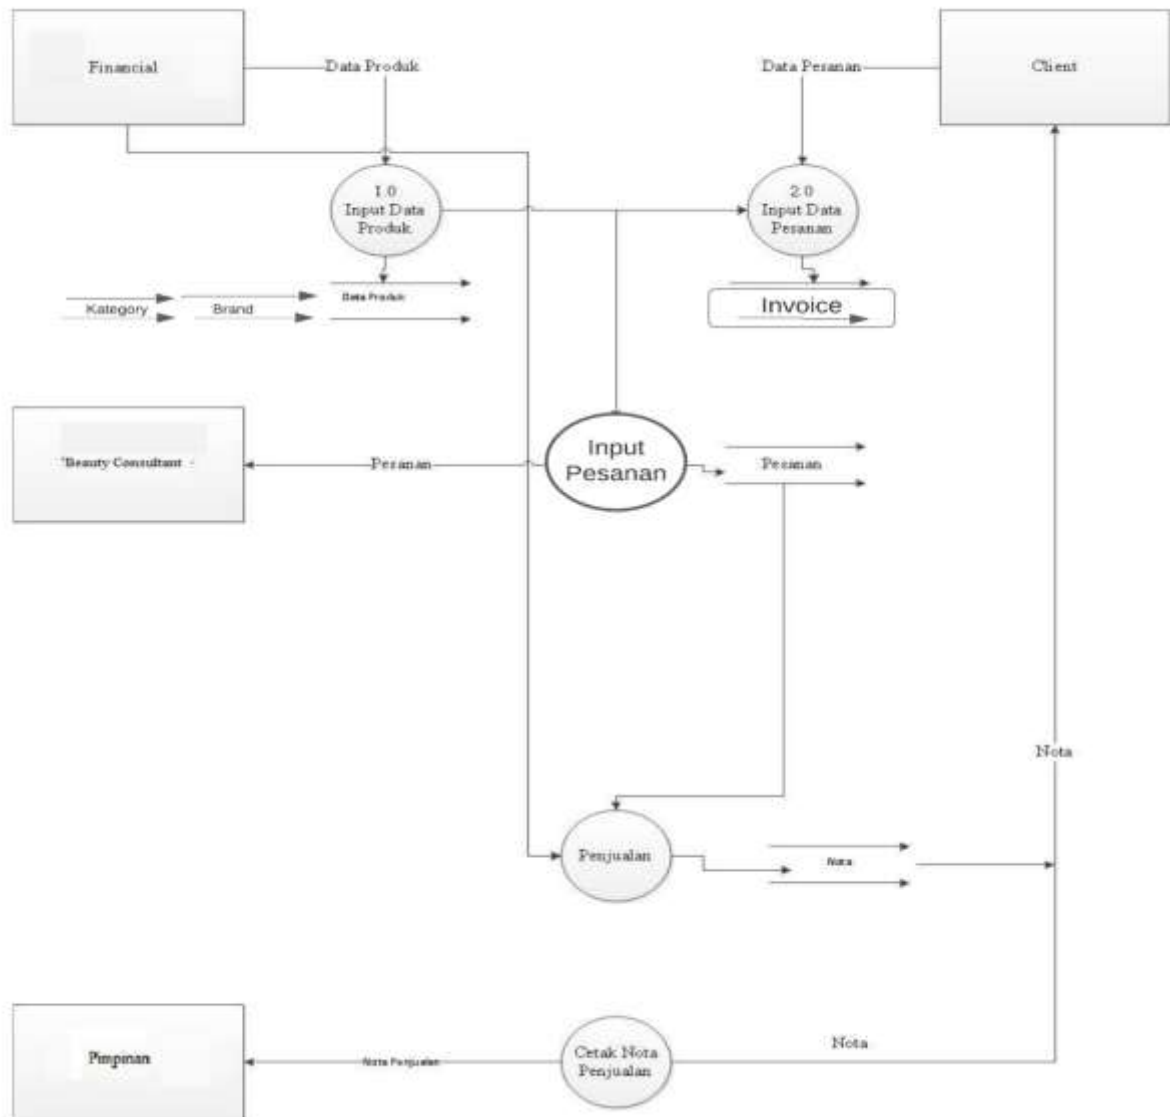 Financial
Data Produk
Data Pesanan
Client
1.0
Input Data
Produk
2.0
Input Data
Pesanan
Kategory
Brand
Data Produk
Invoice
Beauty Consultant
Pesanan
Input
Pesanan
Pesanan
Nota
Penjualan
Nota
Pimpinan
Nota Penjualan
Cetak Nota
Penjualan
Nota